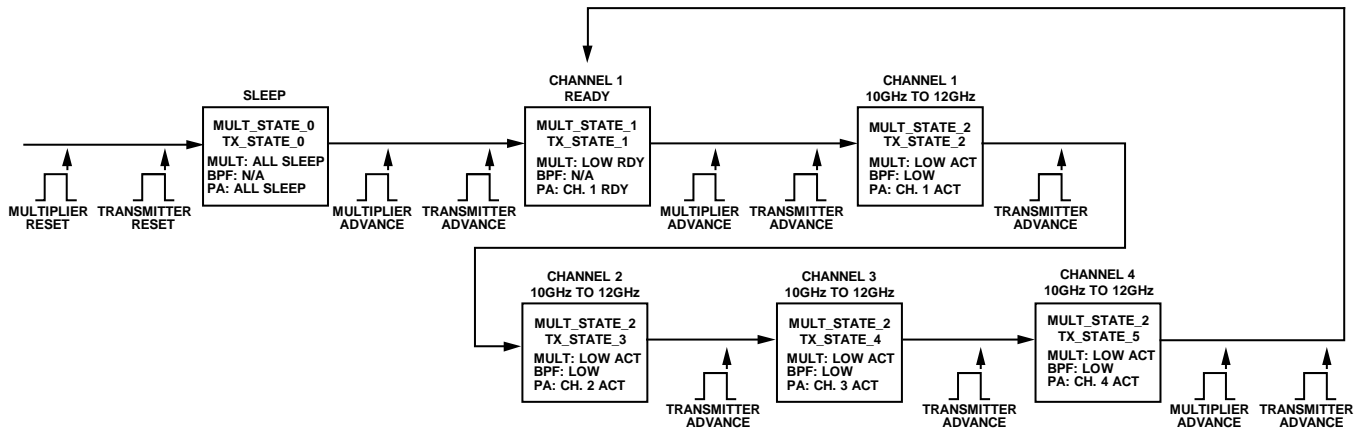 SLEEP
MULT_STATE_0
TX_STATE_0
MULT: ALL SLEEP
BPF: N/A
PA: ALL SLEEP
MULTIPLIER
RESET
TRANSMITTER
RESET
MULTIPLIER
ADVANCE
TRANSMITTER
ADVANCE
CHANNEL 1
READY
MULT_STATE_1
TX_STATE_1
MULT: LOW RDY
BPF: N/A
PA: CH. 1 RDY
MULTIPLIER
ADVANCE
TRANSMITTER
ADVANCE
CHANNEL 1
10GHz TO 12GHz
MULT_STATE_2
TX_STATE_2
MULT: LOW ACT
BPF: LOW
PA: CH. 1 ACT
TRANSMITTER
ADVANCE
CHANNEL 2
10GHz TO 12GHz
MULT_STATE_2
TX_STATE_3
MULT: LOW ACT
BPF: LOW
PA: CH. 2 ACT
TRANSMITTER
ADVANCE
CHANNEL 3
10GHz TO 12GHz
MULT_STATE_2
TX_STATE_4
MULT: LOW ACT
BPF: LOW
PA: CH. 3 ACT
TRANSMITTER
ADVANCE
CHANNEL 4
10GHz TO 12GHz
MULT_STATE_2
TX_STATE_5
MULT: LOW ACT
BPF: LOW
PA: CH. 4 ACT
MULTIPLIER
ADVANCE
TRANSMITTER
ADVANCE